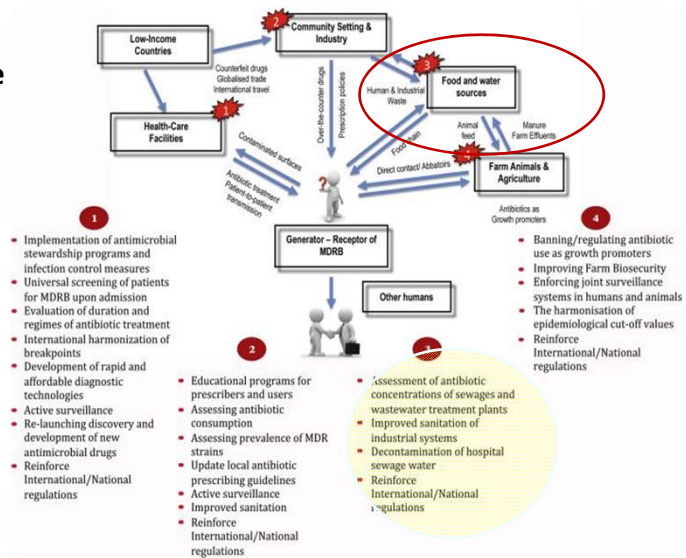 e
2
Community Setting &
Industry
Low-Income
Countries
Counterfeit drugs
Globalised trade
International travel
1
Health-Care
Facilities
Over-the-counter drugs
Prescription policies
Human & Industrial
Waste
3
Food and water
sources
Animal
feed
Manure
Farm Effluents
Food chain
Direct contact/ Abbatoirs
4
Farm Animals &
Agriculture
Antibiotics as
Growth promoters
Contaminated surfaces
Antibiotic treatment
Patient-to-patient
transmission
?
Generator – Receptor of
MDRB
Other humans
1
Implementation of antimicrobial
stewardship programs and
infection control measures
Universal screening of patients
for MDRB upon admission
Evaluation of duration and
regimes of antibiotic treatment
International harmonization of
breakpoints
Development of rapid and
affordable diagnostic
technologies
Active surveillance
Re-launching discovery and
development of new
antimicrobial drugs
Reinforce
International/National
regulations
2
Educational programs for
prescribers and users
Assessing antibiotic
consumption
Assessing prevalence of MDR
strains
Update local antibiotic
prescribing guidelines
Active surveillance
Improved sanitation
Reinforce
International/National
regulations
3
Assessment of antibiotic
concentrations of sewages and
wastewater treatment plants
Improved sanitation of
industrial systems
Decontamination of hospital
sewage water
Reinforce
International/National
regulations
4
Banning/regulating antibiotic
use as growth promoters
Improving Farm Biosecurity
Enforcing joint surveillance
systems in humans and animals
The harmonisation of
epidemiological cut-off values
Reinforce
International/National
regulations